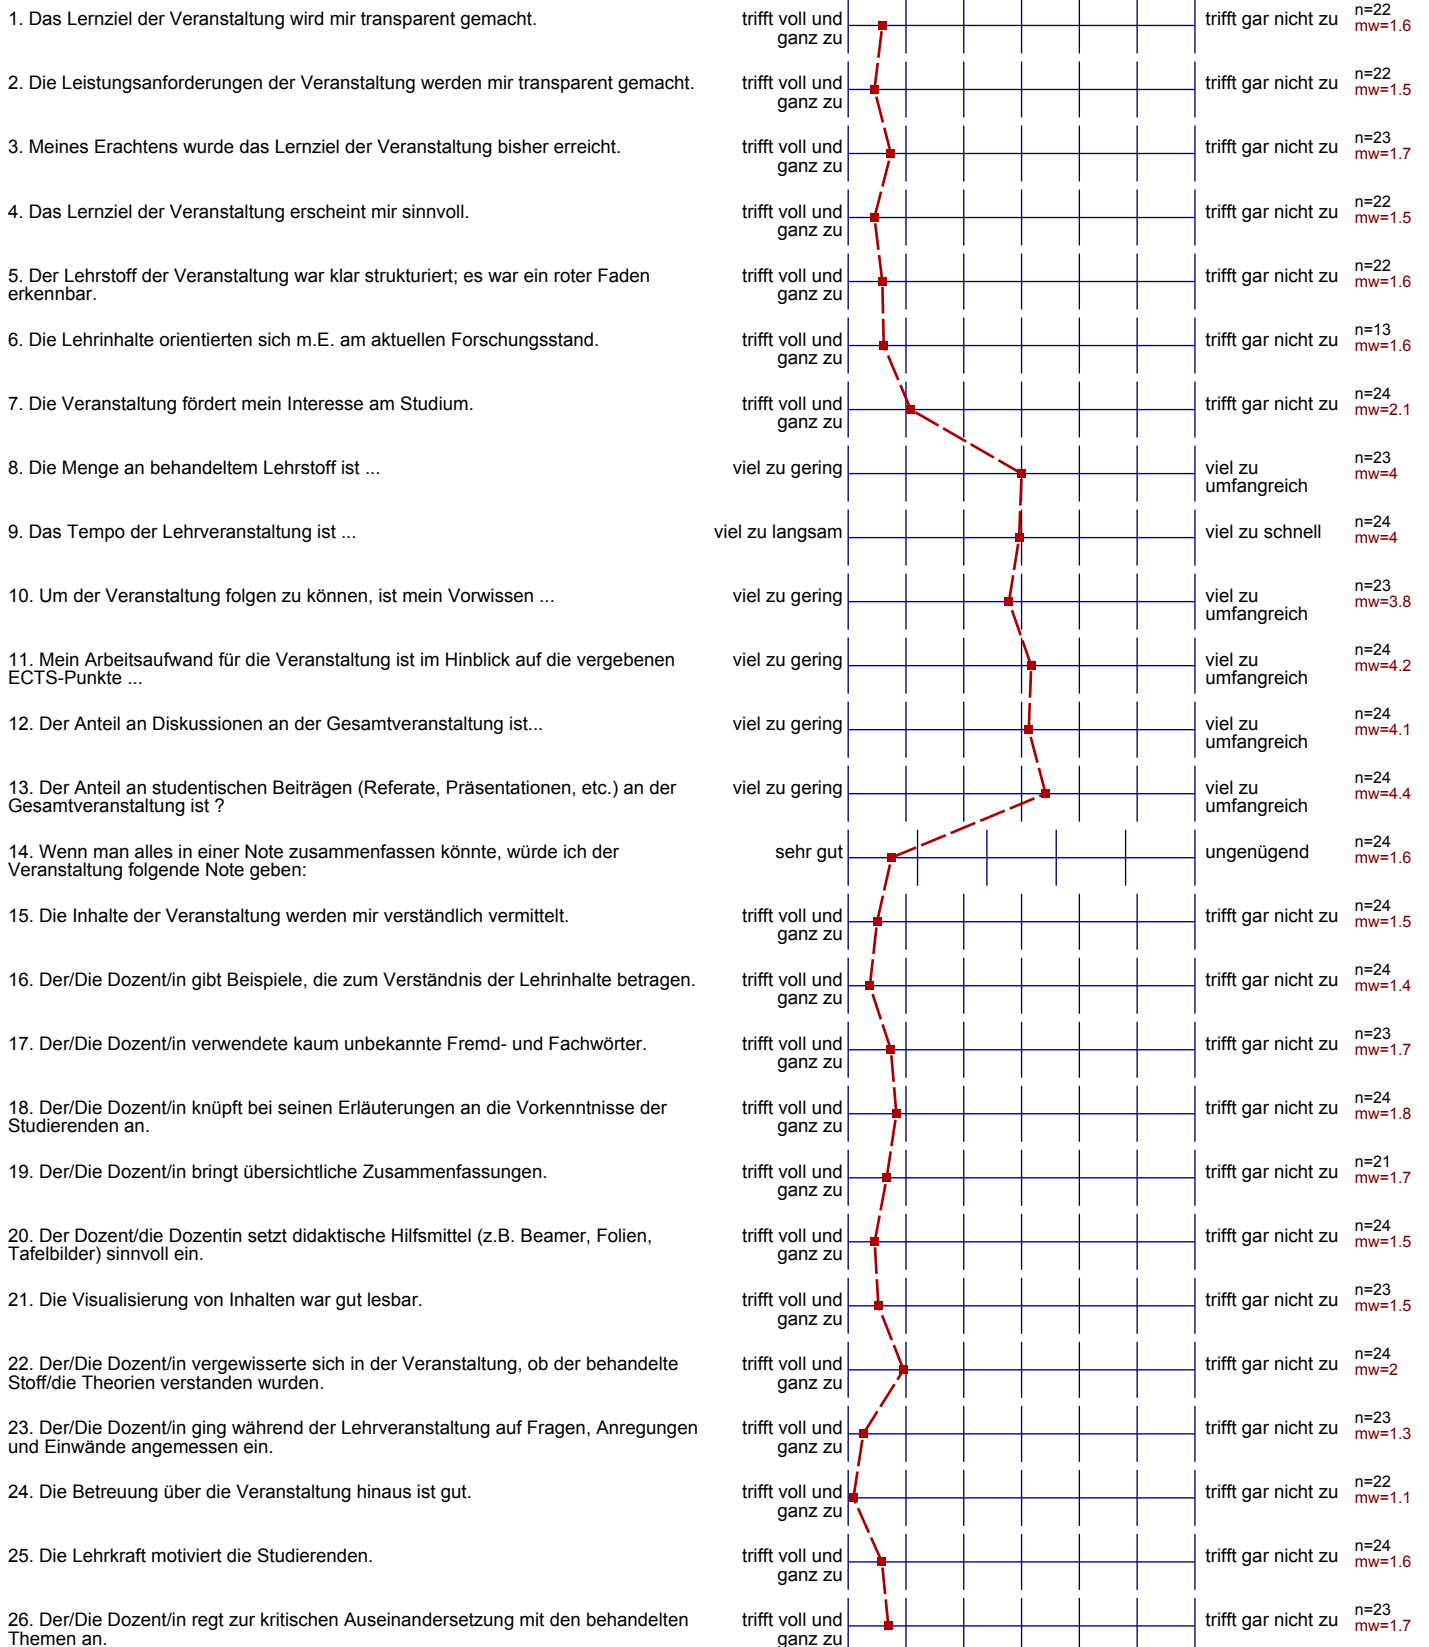 1. Das Lernziel der Veranstaltung wird mir transparent gemacht.
trifft voll und
ganz zu
trifft gar nicht zu
n=22
mw=1.6
2. Die Leistungsanforderungen der Veranstaltung werden mir transparent gemacht.
trifft voll und
ganz zu
trifft gar nicht zu
n=22
mw=1.5
3. Meines Erachtens wurde das Lernziel der Veranstaltung bisher erreicht.
trifft voll und
ganz zu
trifft gar nicht zu
n=23
mw=1.7
4. Das Lernziel der Veranstaltung erscheint mir sinnvoll.
trifft voll und
ganz zu
trifft gar nicht zu
n=22
mw=1.5
5. Der Lehrstoff der Veranstaltung war klar strukturiert; es war ein roter Faden
erkennbar.
trifft voll und
ganz zu
trifft gar nicht zu
n=22
mw=1.6
6. Die Lehrinhalte orientierten sich m.E. am aktuellen Forschungsstand.
trifft voll und
ganz zu
trifft gar nicht zu
n=13
mw=1.6
7. Die Veranstaltung fördert mein Interesse am Studium.
trifft voll und
ganz zu
trifft gar nicht zu
n=24
mw=2.1
8. Die Menge an behandeltem Lehrstoff ist ...
viel zu gering
viel zu
umfangreich
n=23
mw=4
9. Das Tempo der Lehrveranstaltung ist ...
viel zu langsam
viel zu schnell
n=24
mw=4
10. Um der Veranstaltung folgen zu können, ist mein Vorwissen ...
viel zu gering
viel zu
umfangreich
n=23
mw=3.8
11. Mein Arbeitsaufwand für die Veranstaltung ist im Hinblick auf die vergebenen
ECTS-Punkte ...
viel zu gering
viel zu
umfangreich
n=24
mw=4.2
12. Der Anteil an Diskussionen an der Gesamtveranstaltung ist...
viel zu gering
viel zu
umfangreich
n=24
mw=4.1
13. Der Anteil an studentischen Beiträgen (Referate, Präsentationen, etc.) an der
Gesamtveranstaltung ist ?
viel zu gering
viel zu
umfangreich
n=24
mw=4.4
14. Wenn man alles in einer Note zusammenfassen könnte, würde ich der
Veranstaltung folgende Note geben:
sehr gut
ungenügend
n=24
mw=1.6
15. Die Inhalte der Veranstaltung werden mir verständlich vermittelt.
trifft voll und
ganz zu
trifft gar nicht zu
n=24
mw=1.5
16. Der/Die Dozent/in gibt Beispiele, die zum Verständnis der Lehrinhalte betragen.
trifft voll und
ganz zu
trifft gar nicht zu
n=24
mw=1.4
17. Der/Die Dozent/in verwendete kaum unbekannte Fremd- und Fachwörter.
trifft voll und
ganz zu
trifft gar nicht zu
n=23
mw=1.7
18. Der/Die Dozent/in knüpft bei seinen Erläuterungen an die Vorkenntnisse der
Studierenden an.
trifft voll und
ganz zu
trifft gar nicht zu
n=24
mw=1.8
19. Der/Die Dozent/in bringt übersichtliche Zusammenfassungen.
trifft voll und
ganz zu
trifft gar nicht zu
n=21
mw=1.7
20. Der Dozent/die Dozentin setzt didaktische Hilfsmittel (z.B. Beamer, Folien,
Tafelbilder) sinnvoll ein.
trifft voll und
ganz zu
trifft gar nicht zu
n=24
mw=1.5
21. Die Visualisierung von Inhalten war gut lesbar.
trifft voll und
ganz zu
trifft gar nicht zu
n=23
mw=1.5
22. Der/Die Dozent/in vergewisserte sich in der Veranstaltung, ob der behandelte
Stoff/die Theorien verstanden wurden.
trifft voll und
ganz zu
trifft gar nicht zu
n=24
mw=2
23. Der/Die Dozent/in ging während der Lehrveranstaltung auf Fragen, Anregungen
und Einwände angemessen ein.
trifft voll und
ganz zu
trifft gar nicht zu
n=23
mw=1.3
24. Die Betreuung über die Veranstaltung hinaus ist gut.
trifft voll und
ganz zu
trifft gar nicht zu
n=22
mw=1.1
25. Die Lehrkraft motiviert die Studierenden.
trifft voll und
ganz zu
trifft gar nicht zu
n=24
mw=1.6
26. Der/Die Dozent/in regt zur kritischen Auseinandersetzung mit den behandelten
Themen an.
trifft voll und
ganz zu
trifft gar nicht zu
n=23
mw=1.7